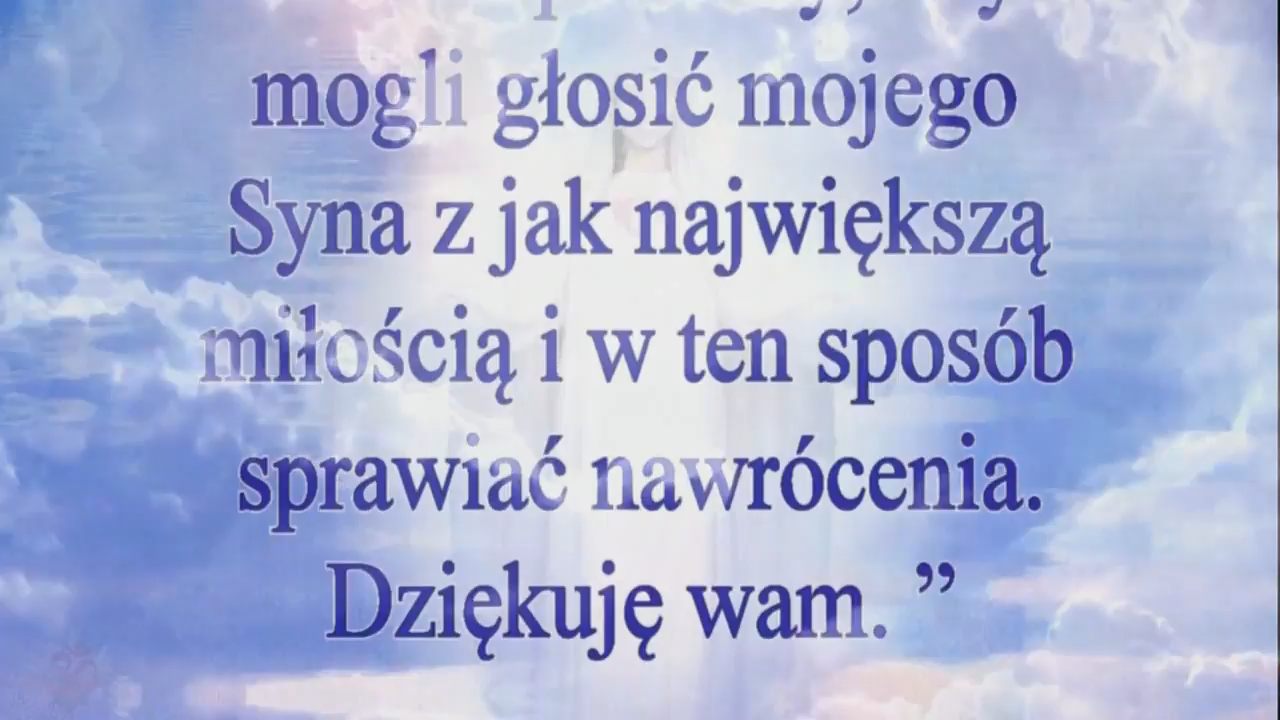 mogli głosić mojego
Syna z jak największą
miłością i w ten sposób
sprawiać nawrócenia.
Dziękuję wam. ”